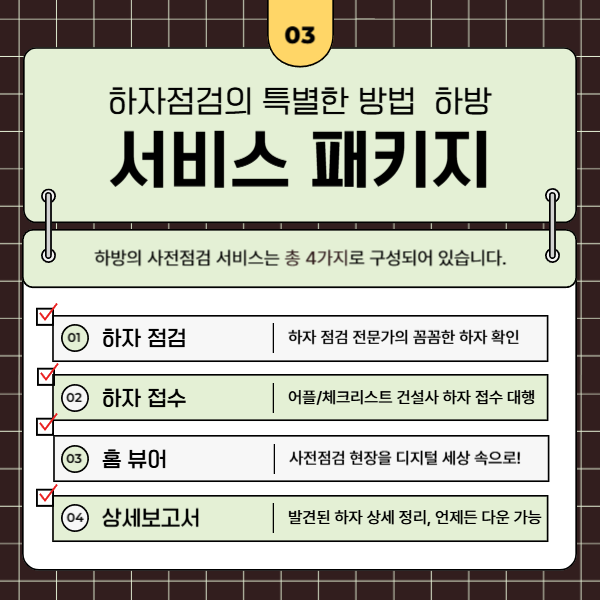 03
하자점검의 특별한 방법 하방
서비스 패키지
하방의 사전점검 서비스는 총 4가지로 구성되어 있습니다.
01 하자 점검 하자 점검 전문가의 꼼꼼한 하자 확인
02 하자 접수 어플/체크리스트 건설사 하자 접수 대행
03 홈 뷰어 사전점검 현장을 디지털 세상 속으로!
04 상세보고서 발견된 하자 상세 정리, 언제든 다운 가능